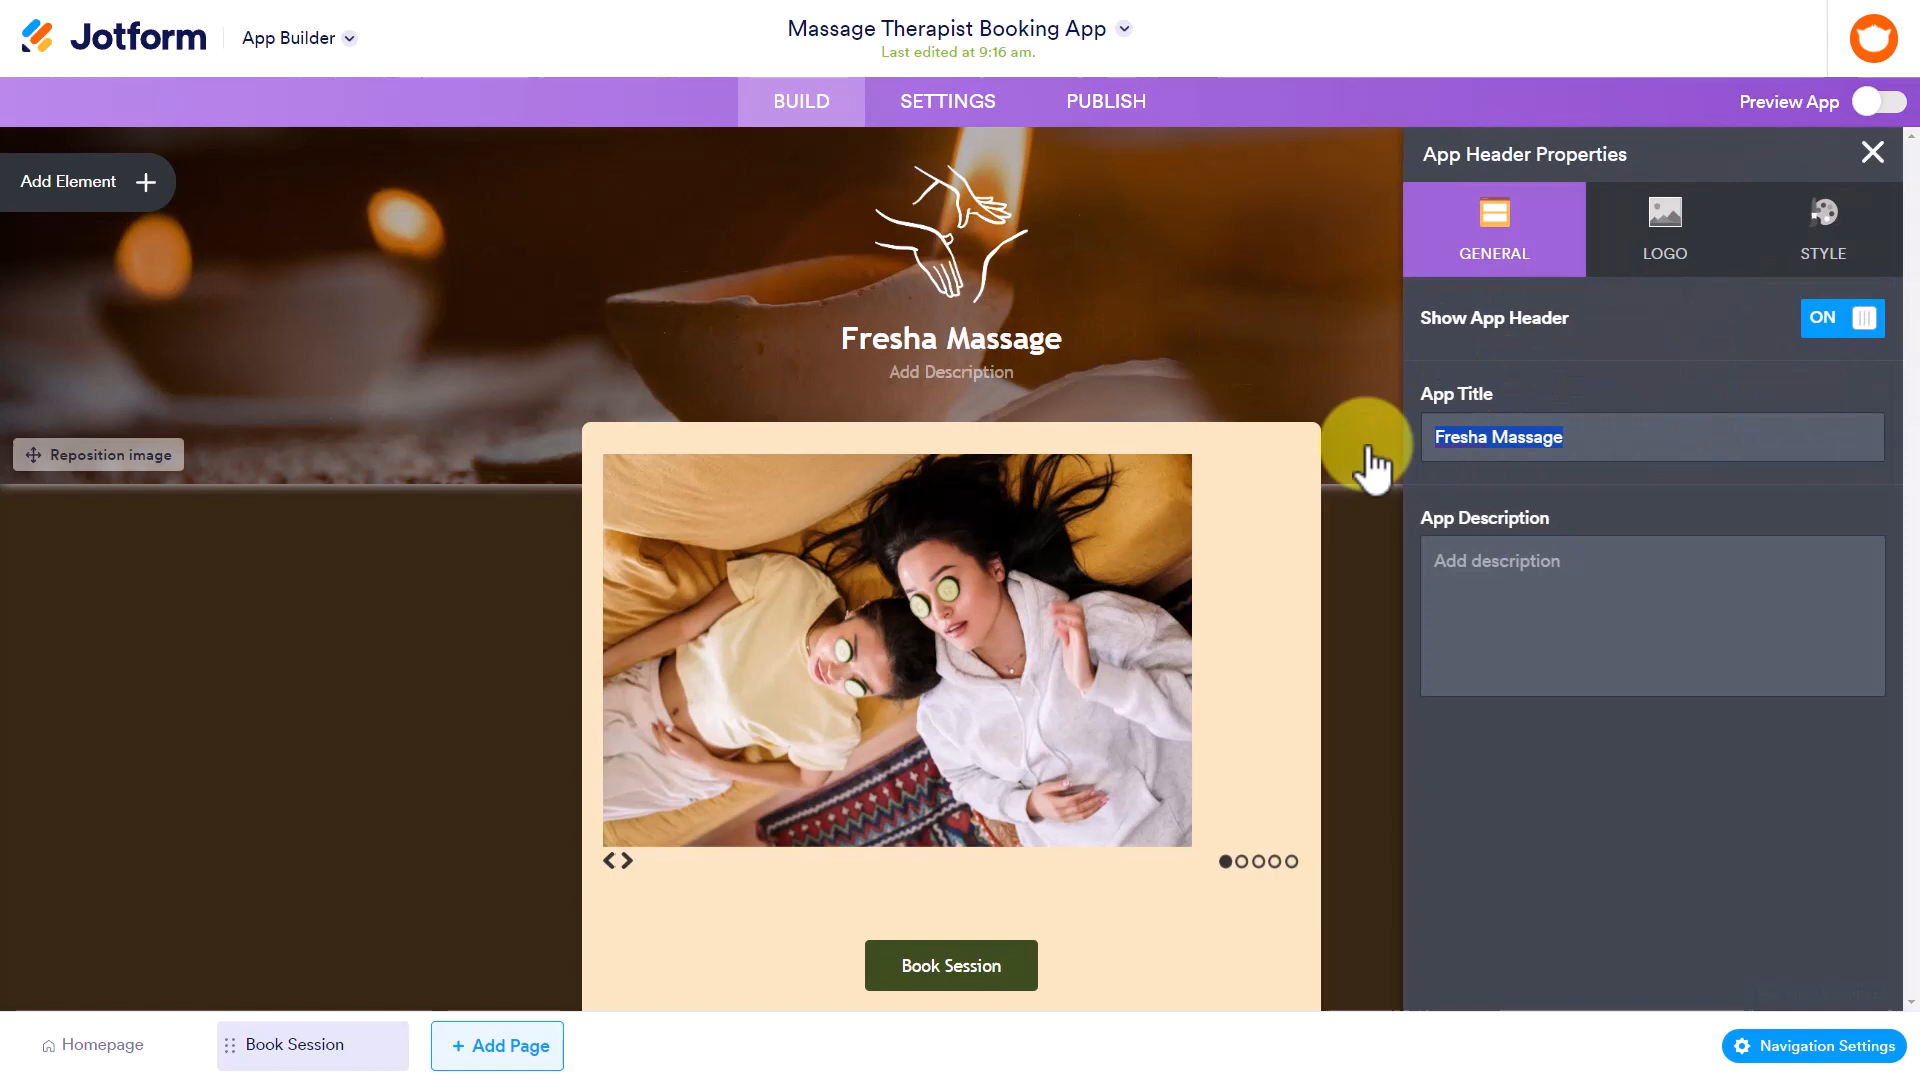 Jotform
App Builder
Massage Therapist Booking App
Last edited at 9:16 am.
BUILD
SETTINGS
PUBLISH
Preview App
Add Element
Fresha Massage
Add Description
Reposition image
Book Session
App Header Properties
GENERAL
LOGO
STYLE
Show App Header
ON
App Title
Fresha Massage
App Description
Add description
Homepage
Book Session
+ Add Page
Navigation Settings